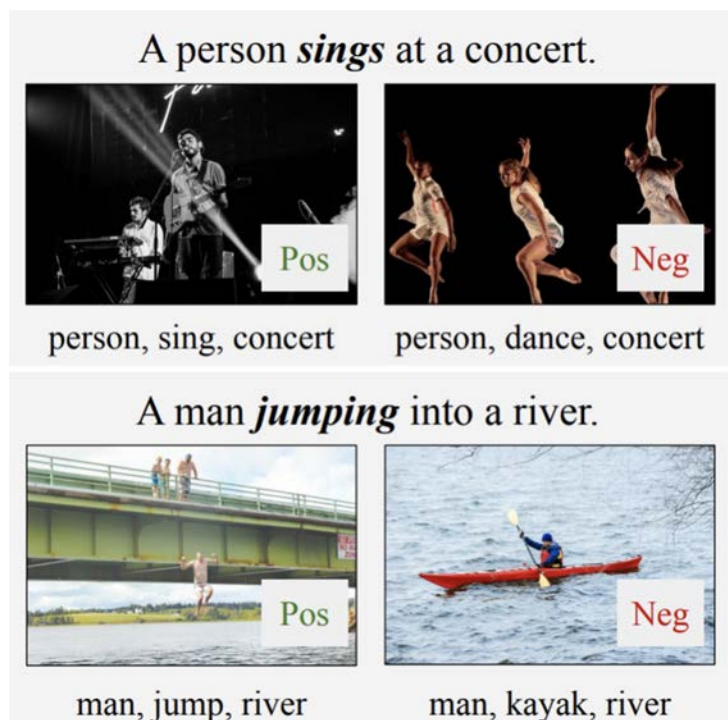 A person sings at a concert.
Pos
Neg
person, sing, concert
person, dance, concert
A man jumping into a river.
Pos
Neg
man, jump, river
man, kayak, river